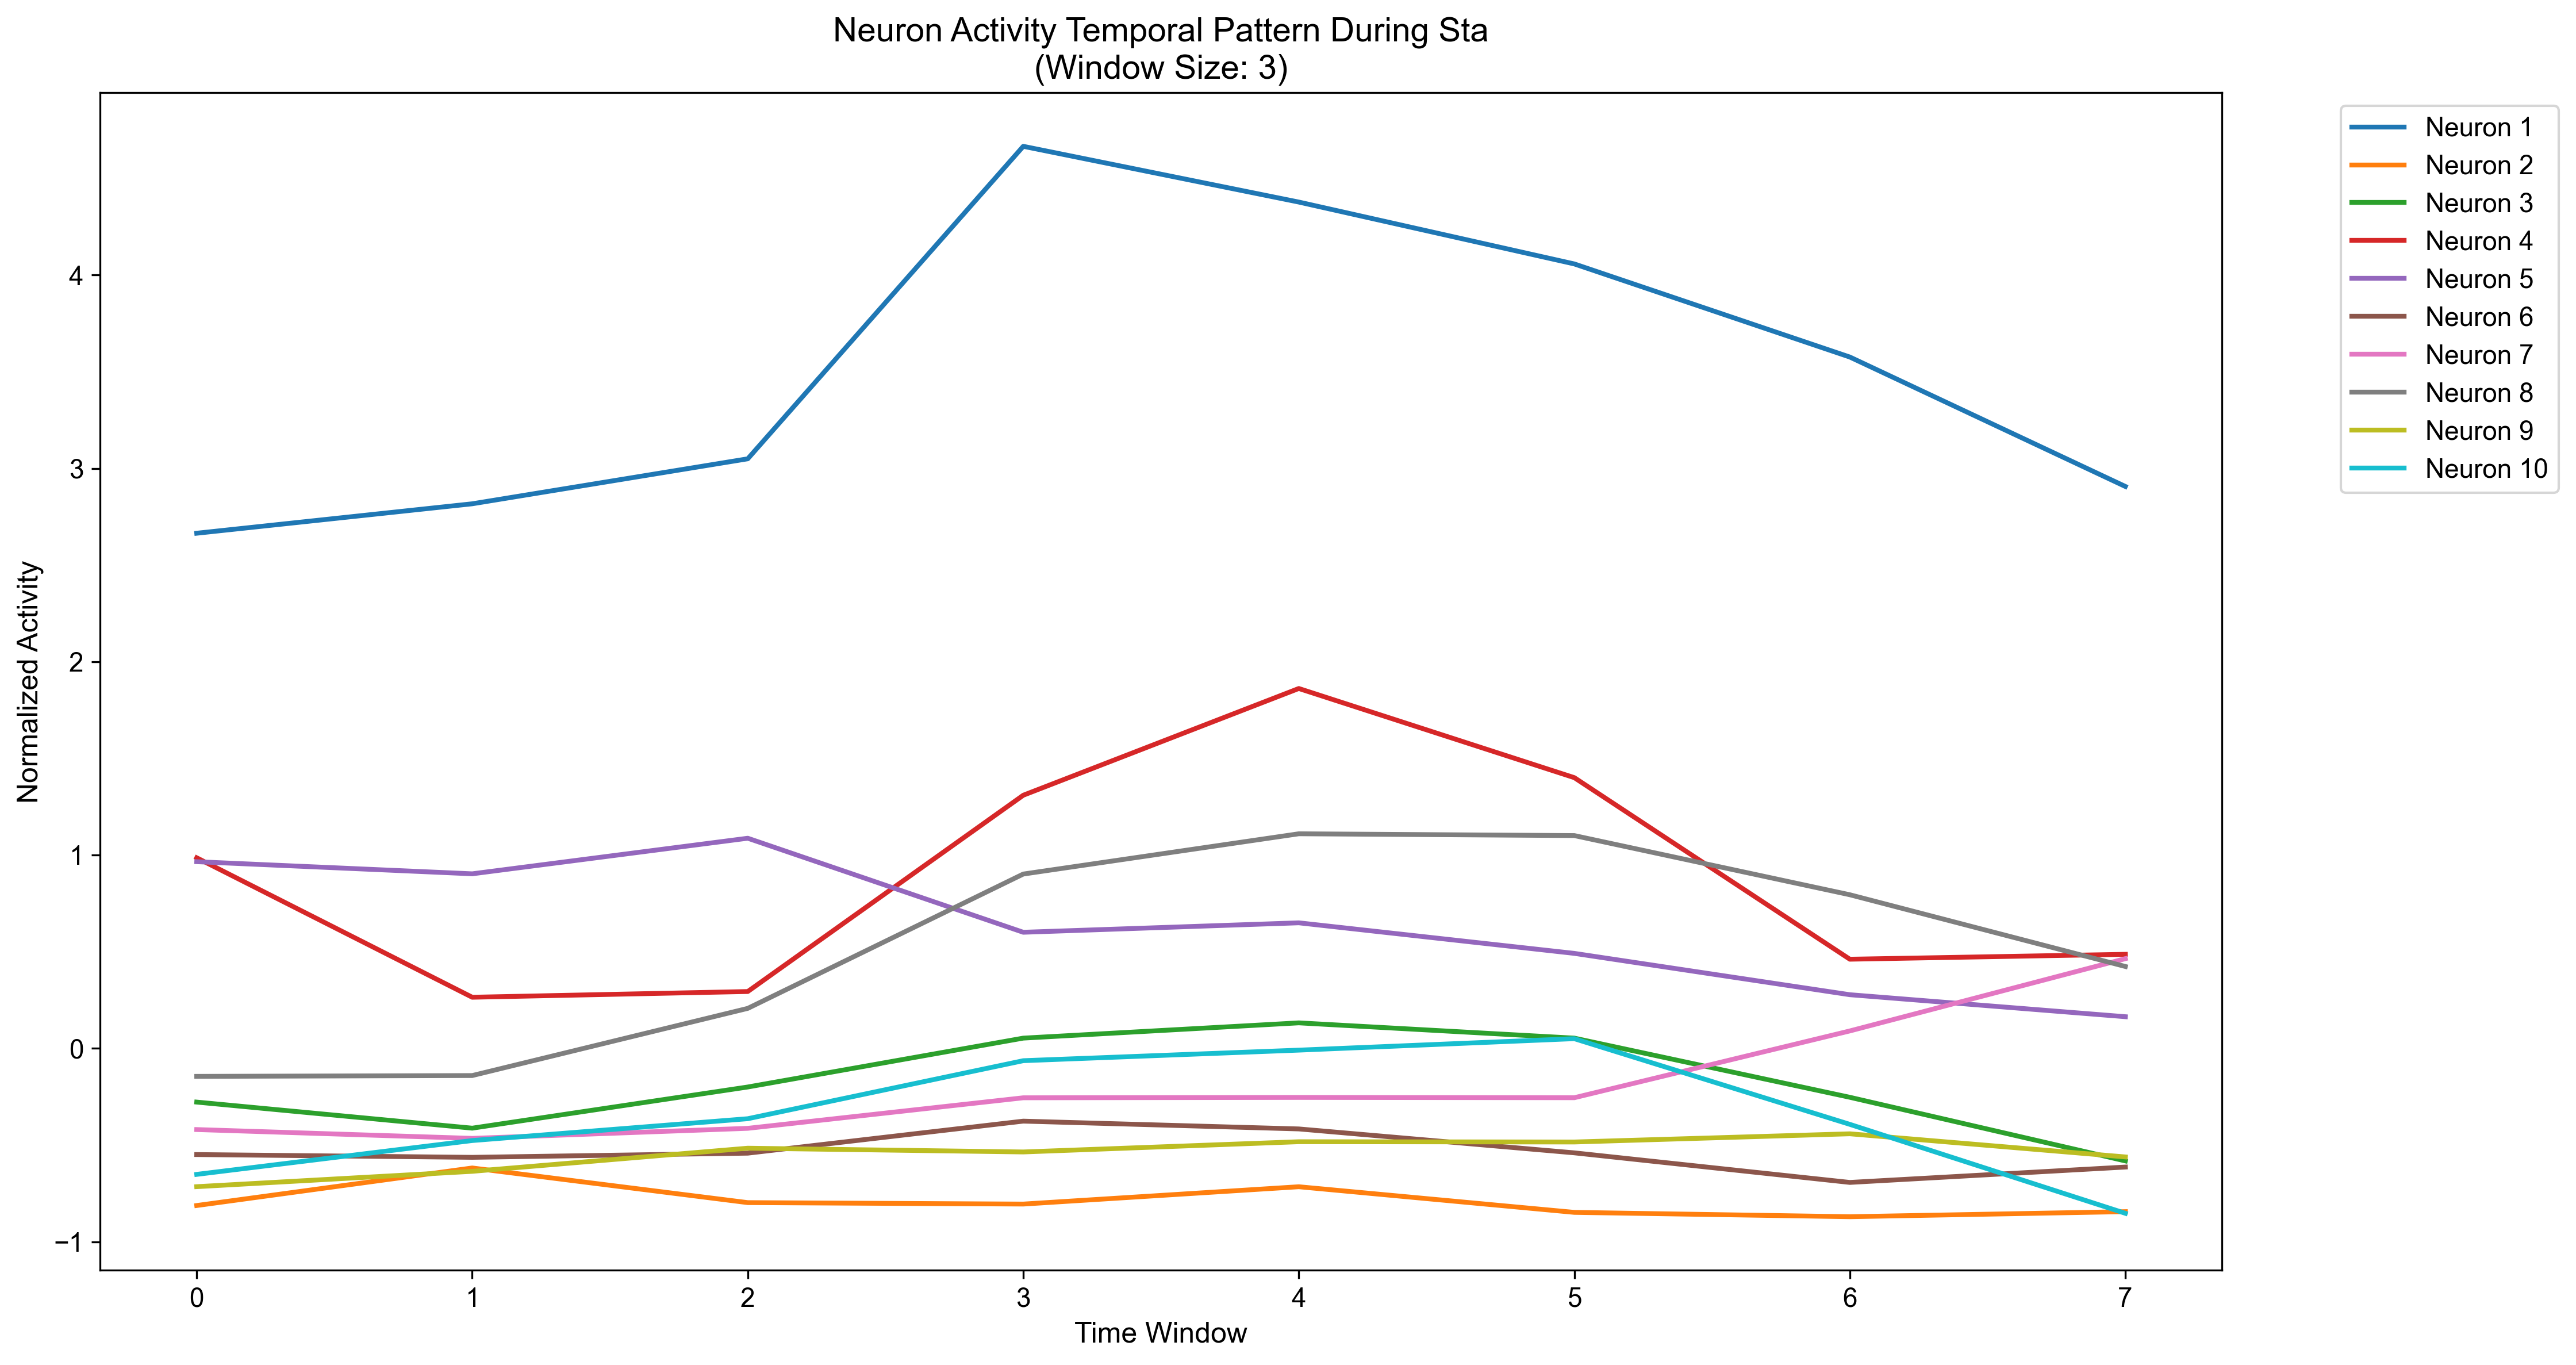 Neuron Activity Temporal Pattern During Sta
(Window Size: 3)
Neuron 1
Neuron 2
Neuron 3
Neuron 4
Neuron 5
Neuron 6
Neuron 7
Neuron 8
Neuron 9
Neuron 10
Normalized Activity
4
3
2
1
0
−1
0 1 2 3 4 5 6 7
Time Window